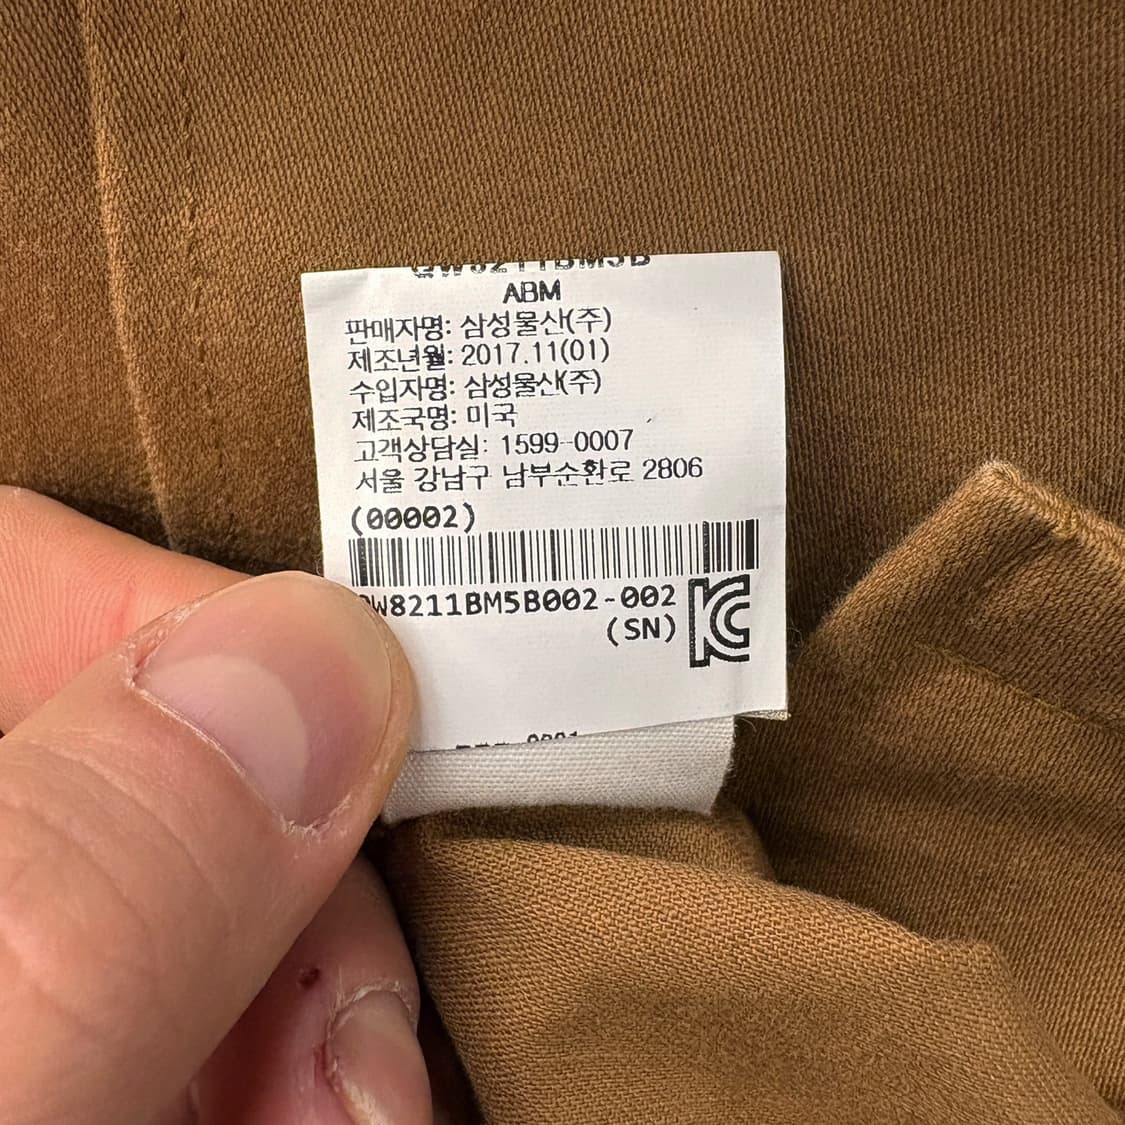 ABM
판매자명: 삼성물산(주)
제조년월: 2017.11(01)
수입자명: 삼성물산(주)
제조국명: 미국
고객상담실: 1599-0007
서울 강남구 남부순환로 2806
(00002)
W8211BM5B002-002
(SN)
KC